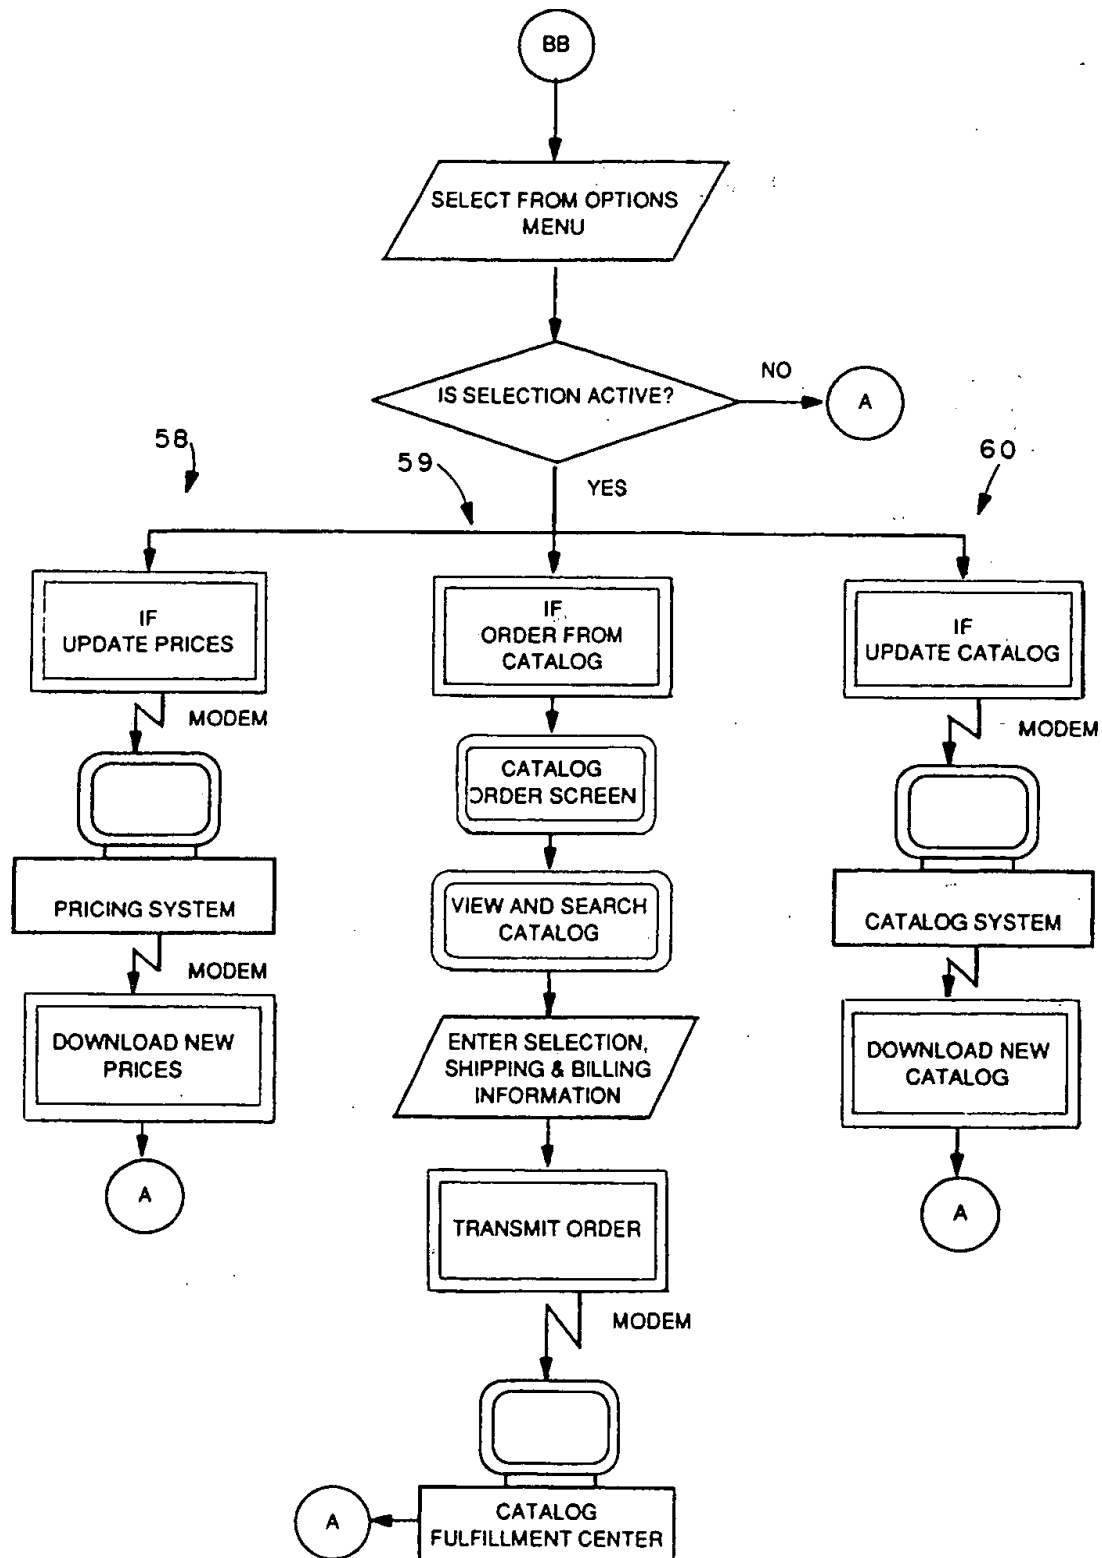 BB
SELECT FROM OPTIONS
MENU
IS SELECTION ACTIVE?
NO
A
YES
58
59
60
IF
UPDATE PRICES
MODEM
PRICING SYSTEM
MODEM
DOWNLOAD NEW
PRICES
A
IF
ORDER FROM
CATALOG
CATALOG
ORDER SCREEN
VIEW AND SEARCH
CATALOG
ENTER SELECTION,
SHIPPING & BILLING
INFORMATION
TRANSMIT ORDER
MODEM
CATALOG
FULFILLMENT CENTER
A
IF
UPDATE CATALOG
MODEM
CATALOG SYSTEM
DOWNLOAD NEW
CATALOG
A